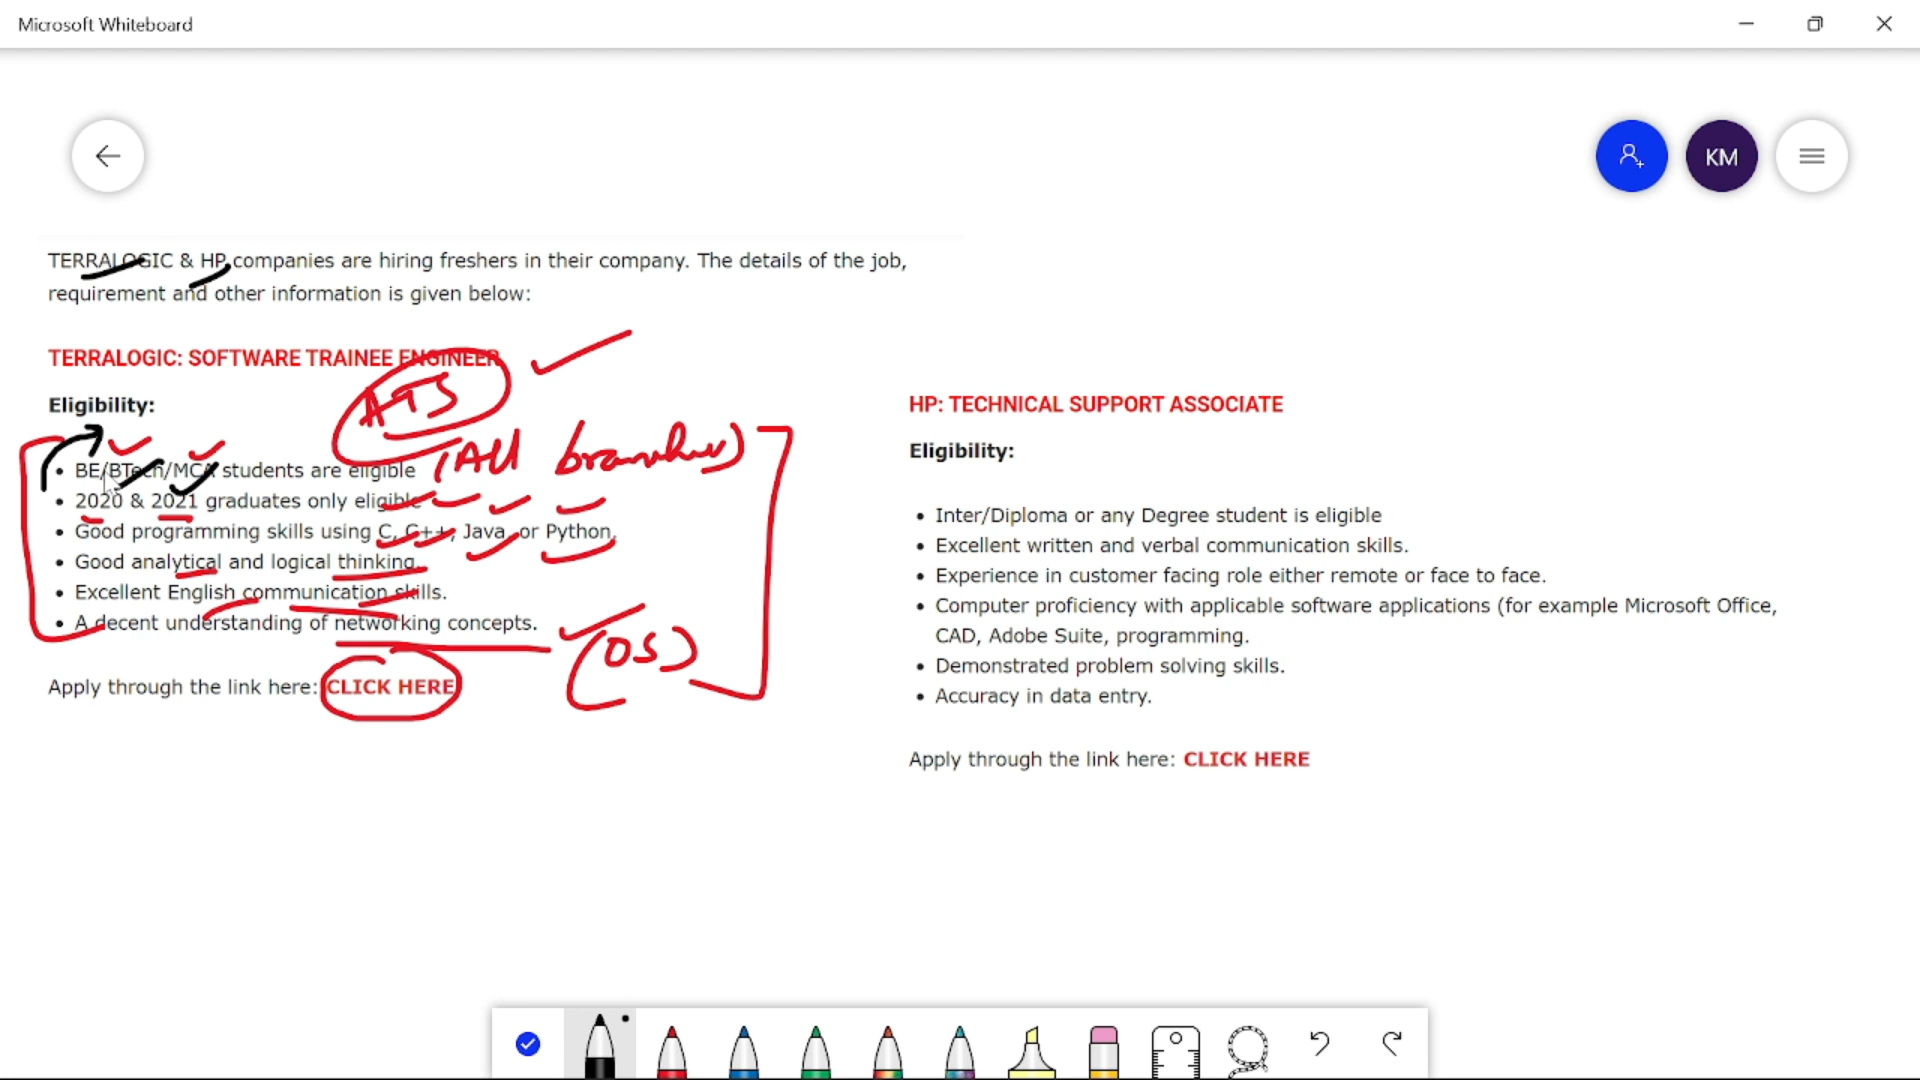 Microsoft Whiteboard
KM
TERRALOGIC & HP companies are hiring freshers in their company. The details of the job,
requirement and other information is given below:
TERRALOGIC: SOFTWARE TRAINEE ENGINEER
ATS
Eligibility:
• BE/BTech/MCA students are eligible (All branches)
• 2020 & 2021 graduates only eligible
• Good programming skills using C, C++, Java, or Python.
• Good analytical and logical thinking.
• Excellent English communication skills.
• A decent understanding of networking concepts.
(OS)
Apply through the link here: CLICK HERE
HP: TECHNICAL SUPPORT ASSOCIATE
Eligibility:
• Inter/Diploma or any Degree student is eligible
• Excellent written and verbal communication skills.
• Experience in customer facing role either remote or face to face.
• Computer proficiency with applicable software applications (for example Microsoft Office,
CAD, Adobe Suite, programming.
• Demonstrated problem solving skills.
• Accuracy in data entry.
Apply through the link here: CLICK HERE